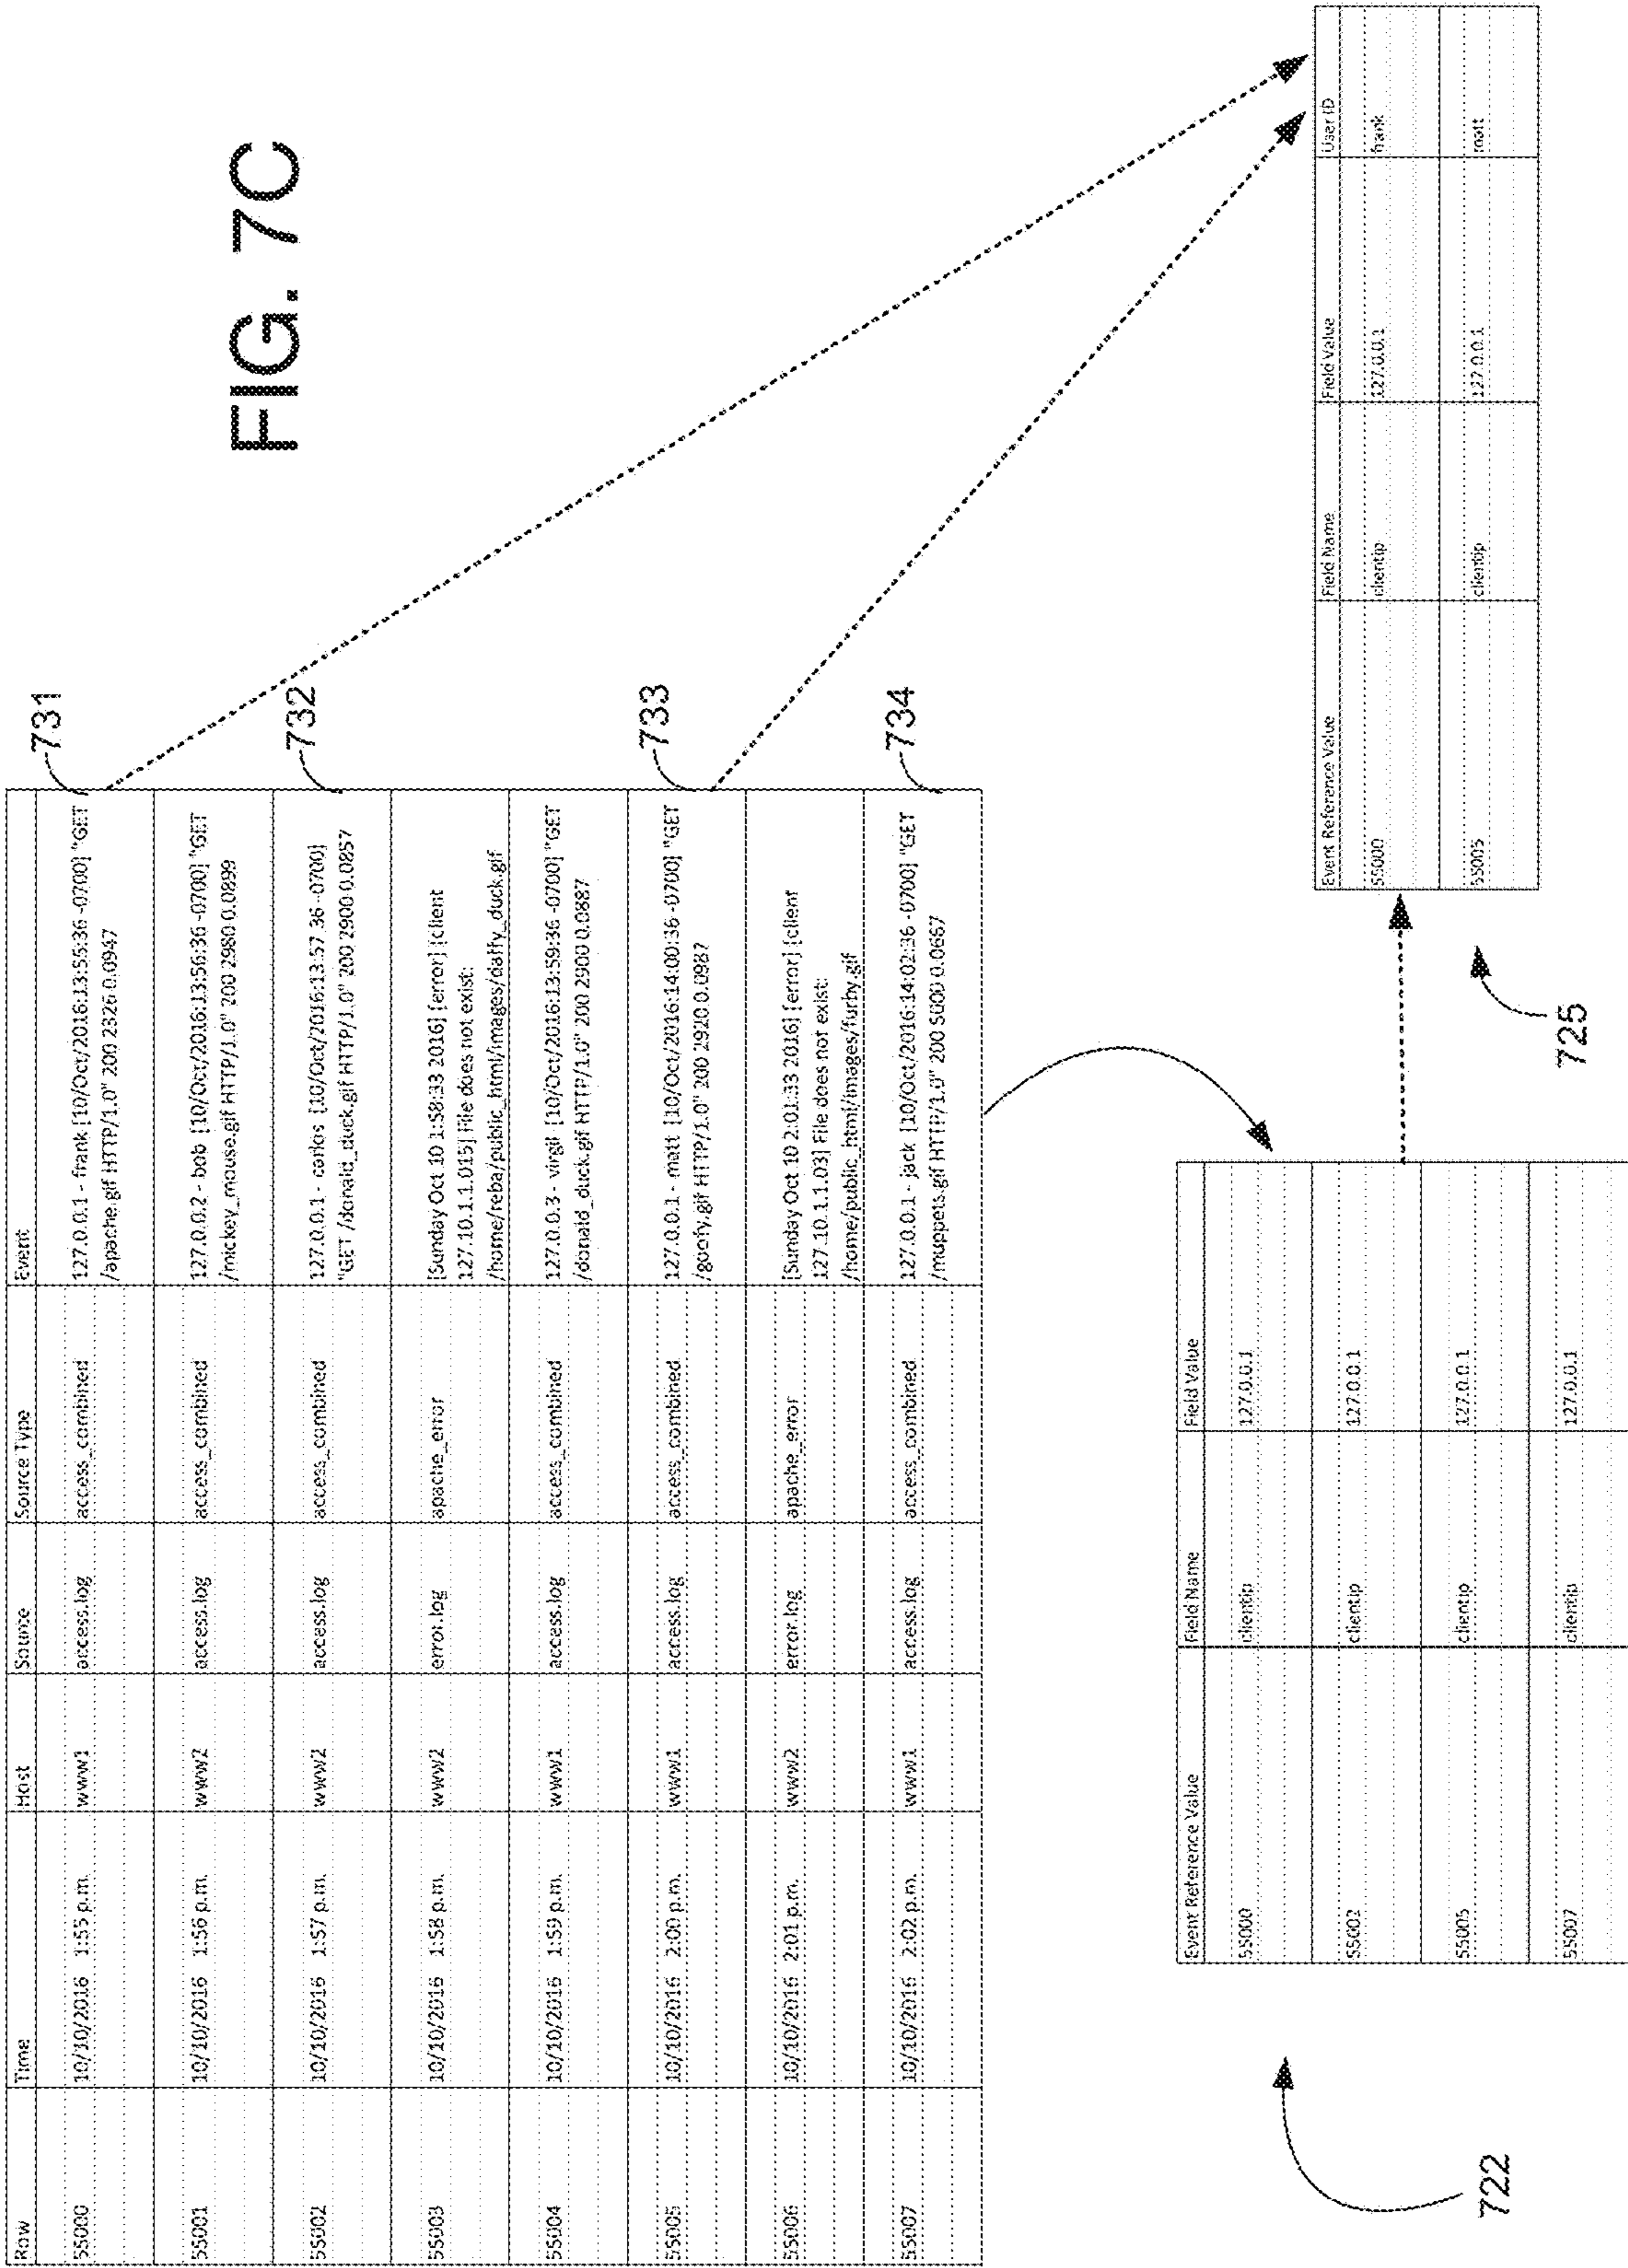 FIG. 7C
Row Time Host Source Source Type Event
55000 10/10/2016 1:55 p.m. www1 access.log access_combined 127.0.0.1 - frank [10/Oct/2016:13:55:36 -0700] "GET
/apache.gif HTTP/1.0" 200 2326 0.0947
731
55001 10/10/2016 1:56 p.m. www2 access.log access_combined 127.0.0.2 - bob [10/Oct/2016:13:56:36 -0700] "GET
/mickey_mouse.gif HTTP/1.0" 200 2980 0.0899
55002 10/10/2016 1:57 p.m. www2 access.log access_combined 127.0.0.1 - carlos [10/Oct/2016:13:57:36 -0700]
"GET /donald_duck.gif HTTP/1.0" 200 2900 0.0857
732
55003 10/10/2016 1:58 p.m. www2 error.log apache_error [Sunday Oct 10 1:58:33 2016] [error] [client
127.10.1.1.015] File does not exist:
/home/reba/public_html/images/daffy_duck.gif
55004 10/10/2016 1:59 p.m. www1 access.log access_combined 127.0.0.3 - virgil [10/Oct/2016:13:59:36 -0700] "GET
/donald_duck.gif HTTP/1.0" 200 2900 0.0887
55005 10/10/2016 2:00 p.m. www1 access.log access_combined 127.0.0.1 - matt [10/Oct/2016:14:00:36 -0700] "GET
/goofy.gif HTTP/1.0" 200 2920 0.0987
733
55006 10/10/2016 2:01 p.m. www2 error.log apache_error [Sunday Oct 10 2:01:33 2016] [error] [client
127.10.1.1.03] File does not exist:
/home/public_html/images/furby.gif
55007 10/10/2016 2:02 p.m. www1 access.log access_combined 127.0.0.1 - jack [10/Oct/2016:14:02:36 -0700] "GET
/muppets.gif HTTP/1.0" 200 5600 0.0667
734
722
Event Reference Value Field Name Field Value
55000 clientip 127.0.0.1
55002 clientip 127.0.0.1
55005 clientip 127.0.0.1
55007 clientip 127.0.0.1
725
Event Reference Value Field Name Field Value User ID
55000 clientip 127.0.0.1 frank
55005 clientip 127.0.0.1 matt